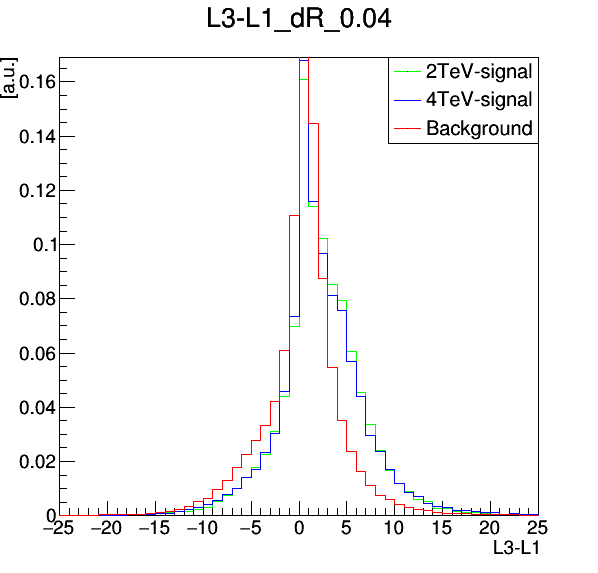 L3-L1_dR_0.04
[a.u.]
2TeV-signal
4TeV-signal
Background
0.16
0.14
0.12
0.1
0.08
0.06
0.04
0.02
0
−25 −20 −15 −10 −5 0 5 10 15 20 25
L3-L1